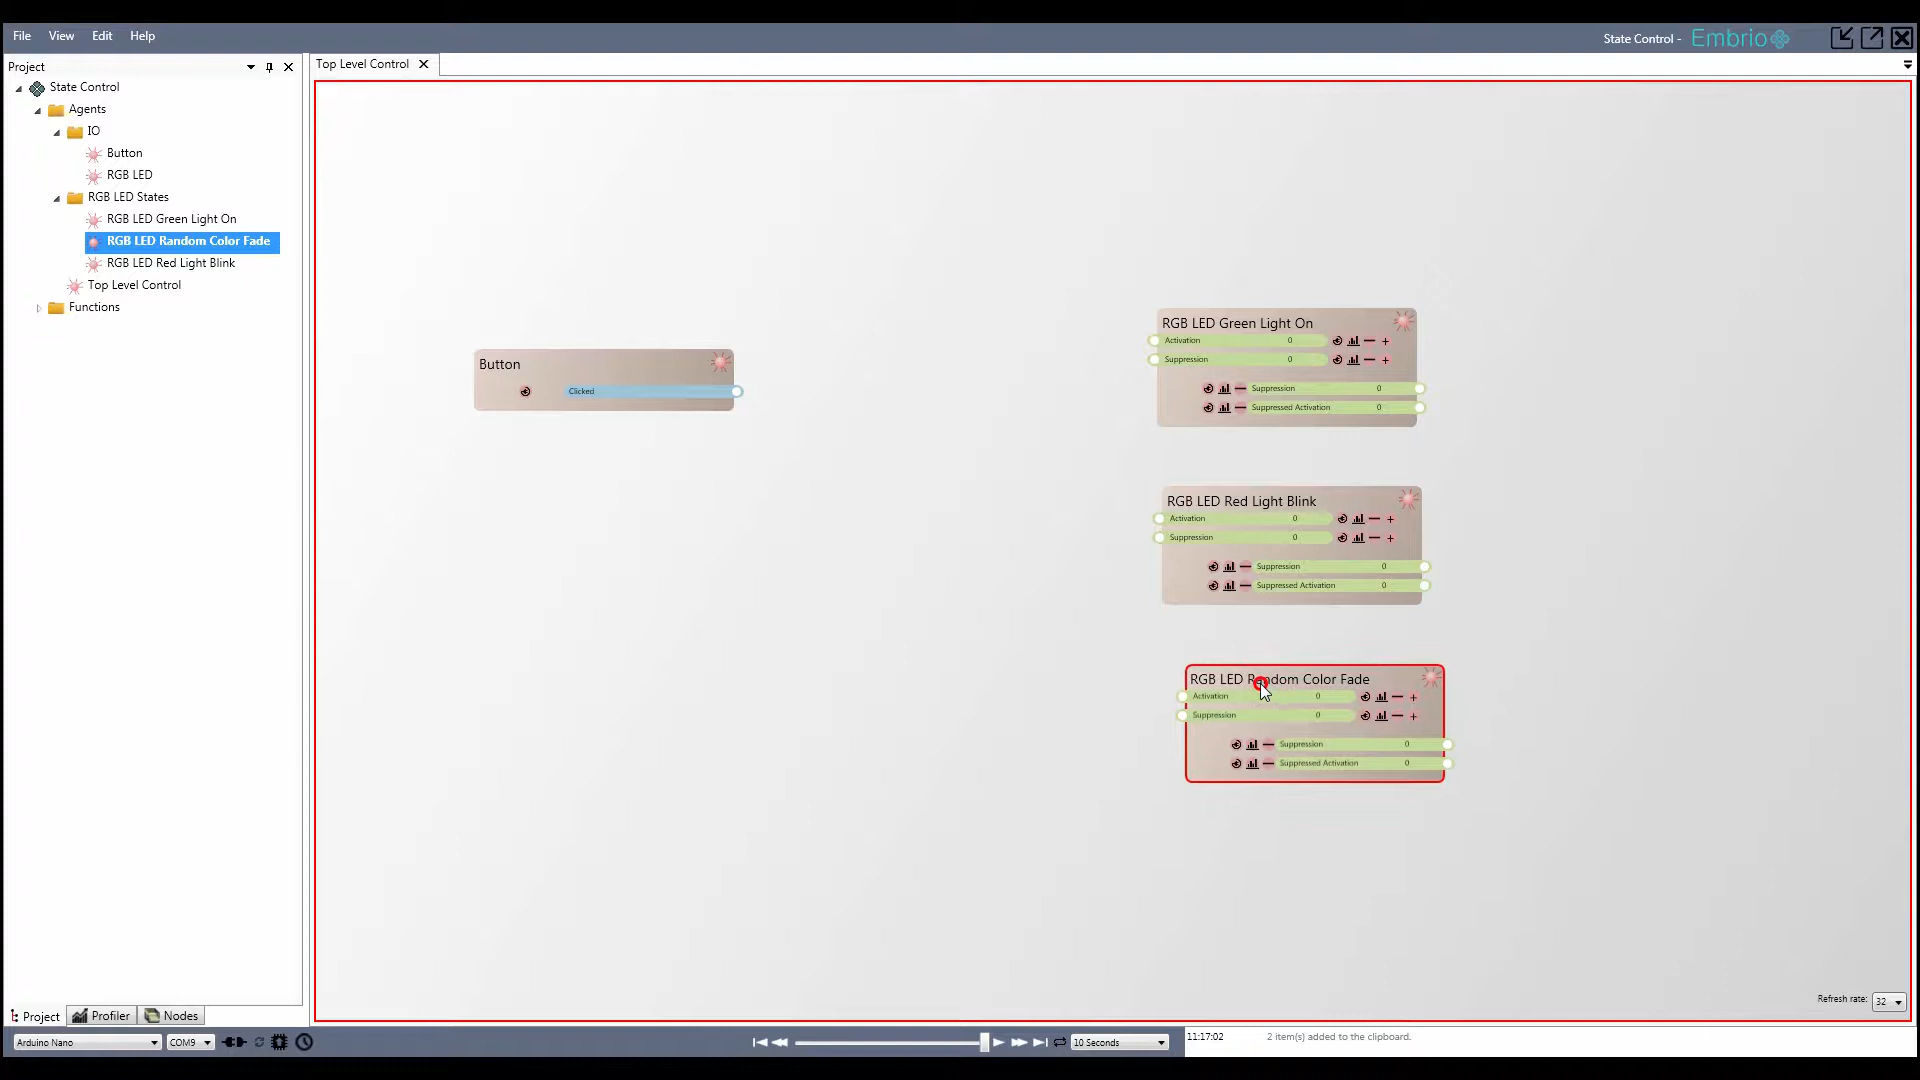 File View Edit Help
State Control - Embrio
Project
Top Level Control
State Control
Agents
IO
Button
RGB LED
RGB LED States
RGB LED Green Light On
RGB LED Random Color Fade
RGB LED Red Light Blink
Top Level Control
Functions
Button
Clicked
RGB LED Green Light On
Activation 0
Suppression 0
Suppression 0
Suppressed Activation 0
RGB LED Red Light Blink
Activation 0
Suppression 0
Suppression 0
Suppressed Activation 0
RGB LED Random Color Fade
Activation 0
Suppression 0
Suppression 0
Suppressed Activation 0
Refresh rate: 32
Project Profiler Nodes
Arduino Nano COM9 10 Seconds 11:17:02 2 item(s) added to the clipboard.